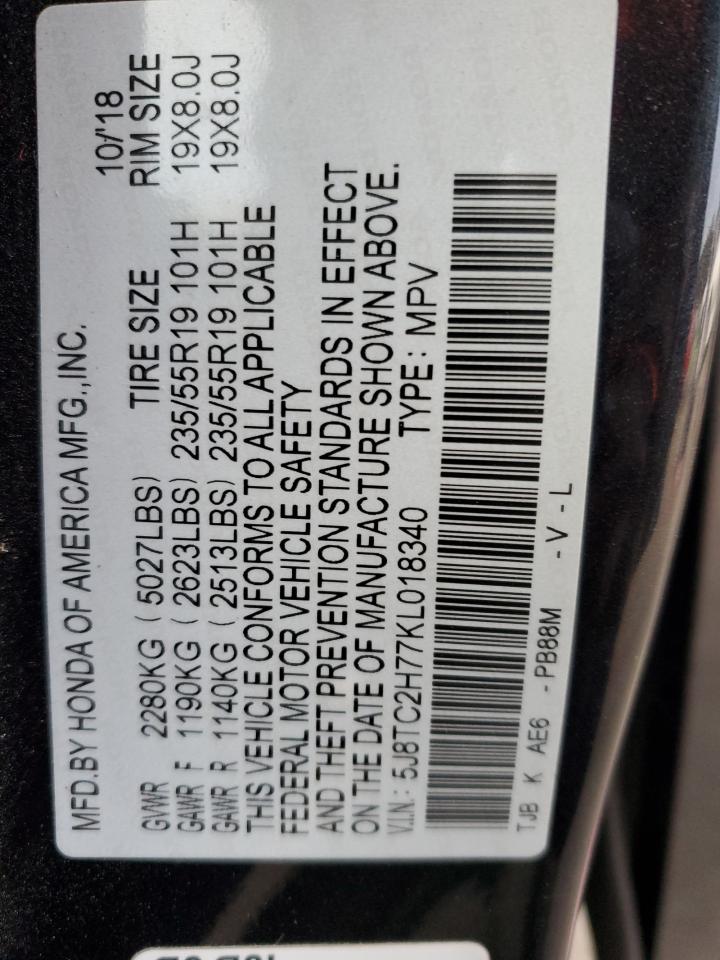 MFD.BY HONDA OF AMERICA MFG.,INC. 10/'18
GVWR 2280KG ( 5027LBS) TIRE SIZE RIM SIZE
GAWR F 1190KG ( 2623LBS) 235/55R19 101H 19X8.0J
GAWR R 1140KG ( 2513LBS) 235/55R19 101H 19X8.0J
THIS VEHICLE CONFORMS TO ALL APPLICABLE
FEDERAL MOTOR VEHICLE SAFETY
AND THEFT PREVENTION STANDARDS IN EFFECT
ON THE DATE OF MANUFACTURE SHOWN ABOVE.
V.I.N.: 5J8TC2H77KL018340 TYPE: MPV
TJB K AE6 -PB88M -V-L